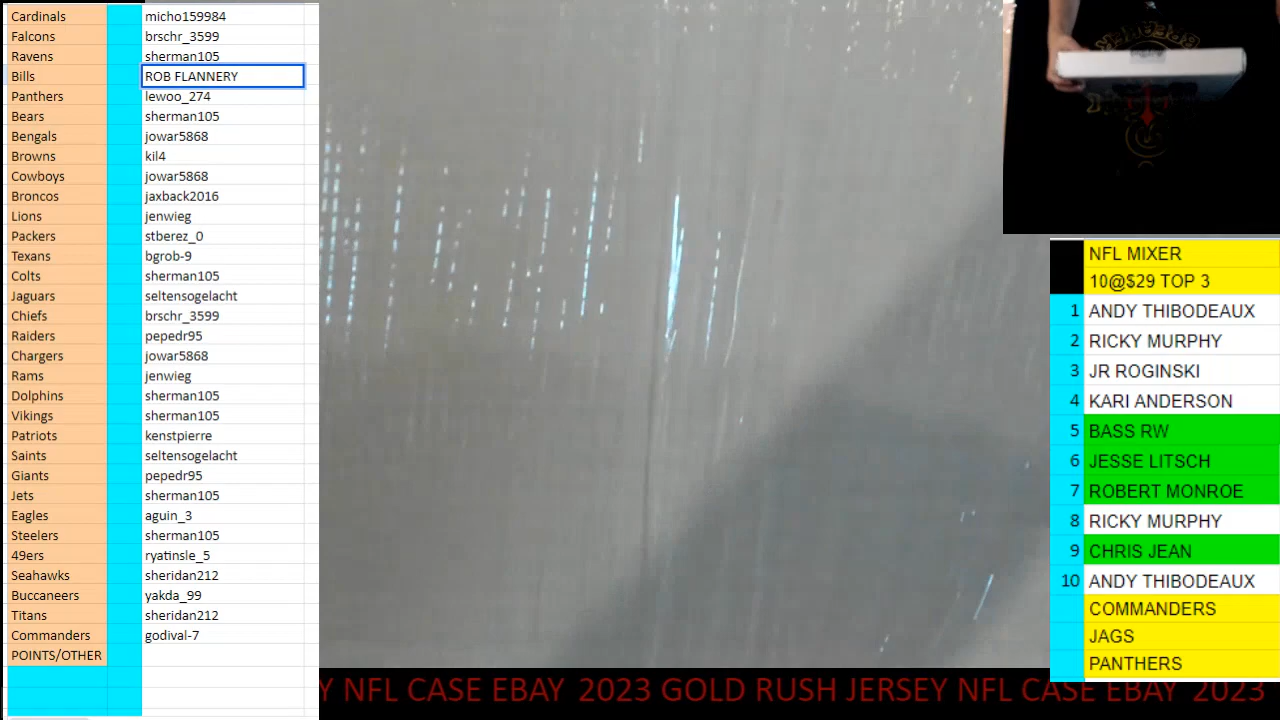 Cardinals micho159984
Falcons brschr_3599
Ravens sherman105
Bills ROB FLANNERY
Panthers lewoo_274
Bears sherman105
Bengals jowar5868
Browns kil4
Cowboys jowar5868
Broncos jaxback2016
Lions jenwieg
Packers stberez_0
Texans bgrob-9
Colts sherman105
Jaguars seltensogelacht
Chiefs brschr_3599
Raiders pepedr95
Chargers jowar5868
Rams jenwieg
Dolphins sherman105
Vikings sherman105
Patriots kenstpierre
Saints seltensogelacht
Giants pepedr95
Jets sherman105
Eagles aguin_3
Steelers sherman105
49ers ryatinsle_5
Seahawks sheridan212
Buccaneers yakda_99
Titans sheridan212
Commanders godival-7
POINTS/OTHER
NFL MIXER
10@$29 TOP 3
1 ANDY THIBODEAUX
2 RICKY MURPHY
3 JR ROGINSKI
4 KARI ANDERSON
5 BASS RW
6 JESSE LITSCH
7 ROBERT MONROE
8 RICKY MURPHY
9 CHRIS JEAN
10 ANDY THIBODEAUX
COMMANDERS
JAGS
PANTHERS
Y NFL CASE EBAY 2023 GOLD RUSH JERSEY NFL CASE EBAY 2023